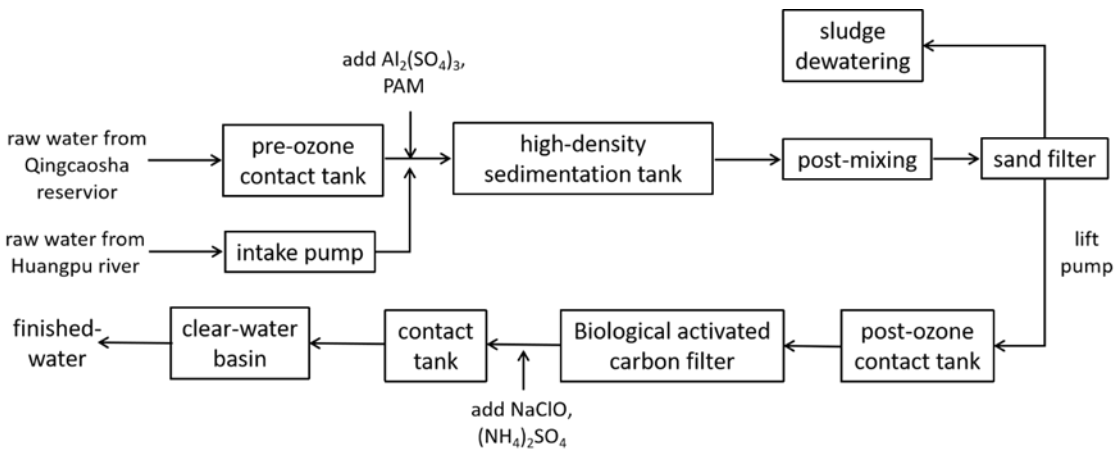 sludge
dewatering
add Al₂(SO₄)₃,
PAM
raw water from
Qingcaosha
reservior
pre-ozone
contact tank
high-density
sedimentation tank
post-mixing
sand filter
raw water from
Huangpu river
intake pump
lift
pump
finished-
water
clear-water
basin
contact
tank
Biological activated
carbon filter
post-ozone
contact tank
add NaClO,
(NH₄)₂SO₄